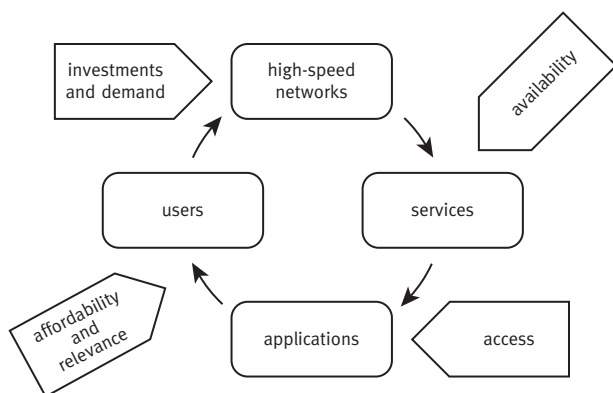 investments
and demand
high-speed
networks
availability
users
services
affordability
and
relevance
applications
access